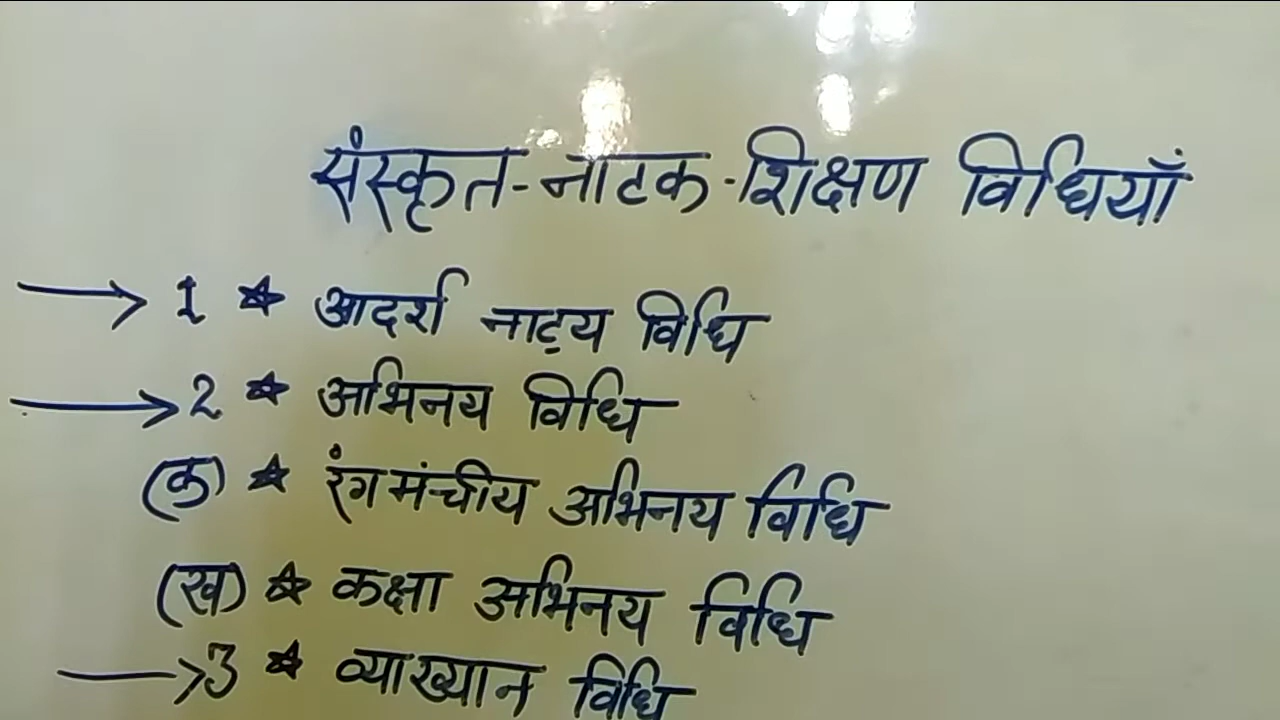 संस्कृत-नाटक-शिक्षण विधियाँ
→ 1 ★ आदर्श नाट्य विधि
→ 2 ★ अभिनय विधि
(क) ★ रंगमंचीय अभिनय विधि
(ख) ★ कक्षा अभिनय विधि
→ 3 ★ व्याख्यान विधि